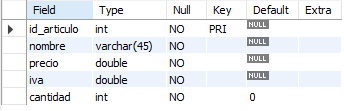 Field Type Null Key Default Extra
id_articulo int NO PRI NULL
nombre varchar(45) NO NULL
precio double NO NULL
iva double NO NULL
cantidad int NO 0